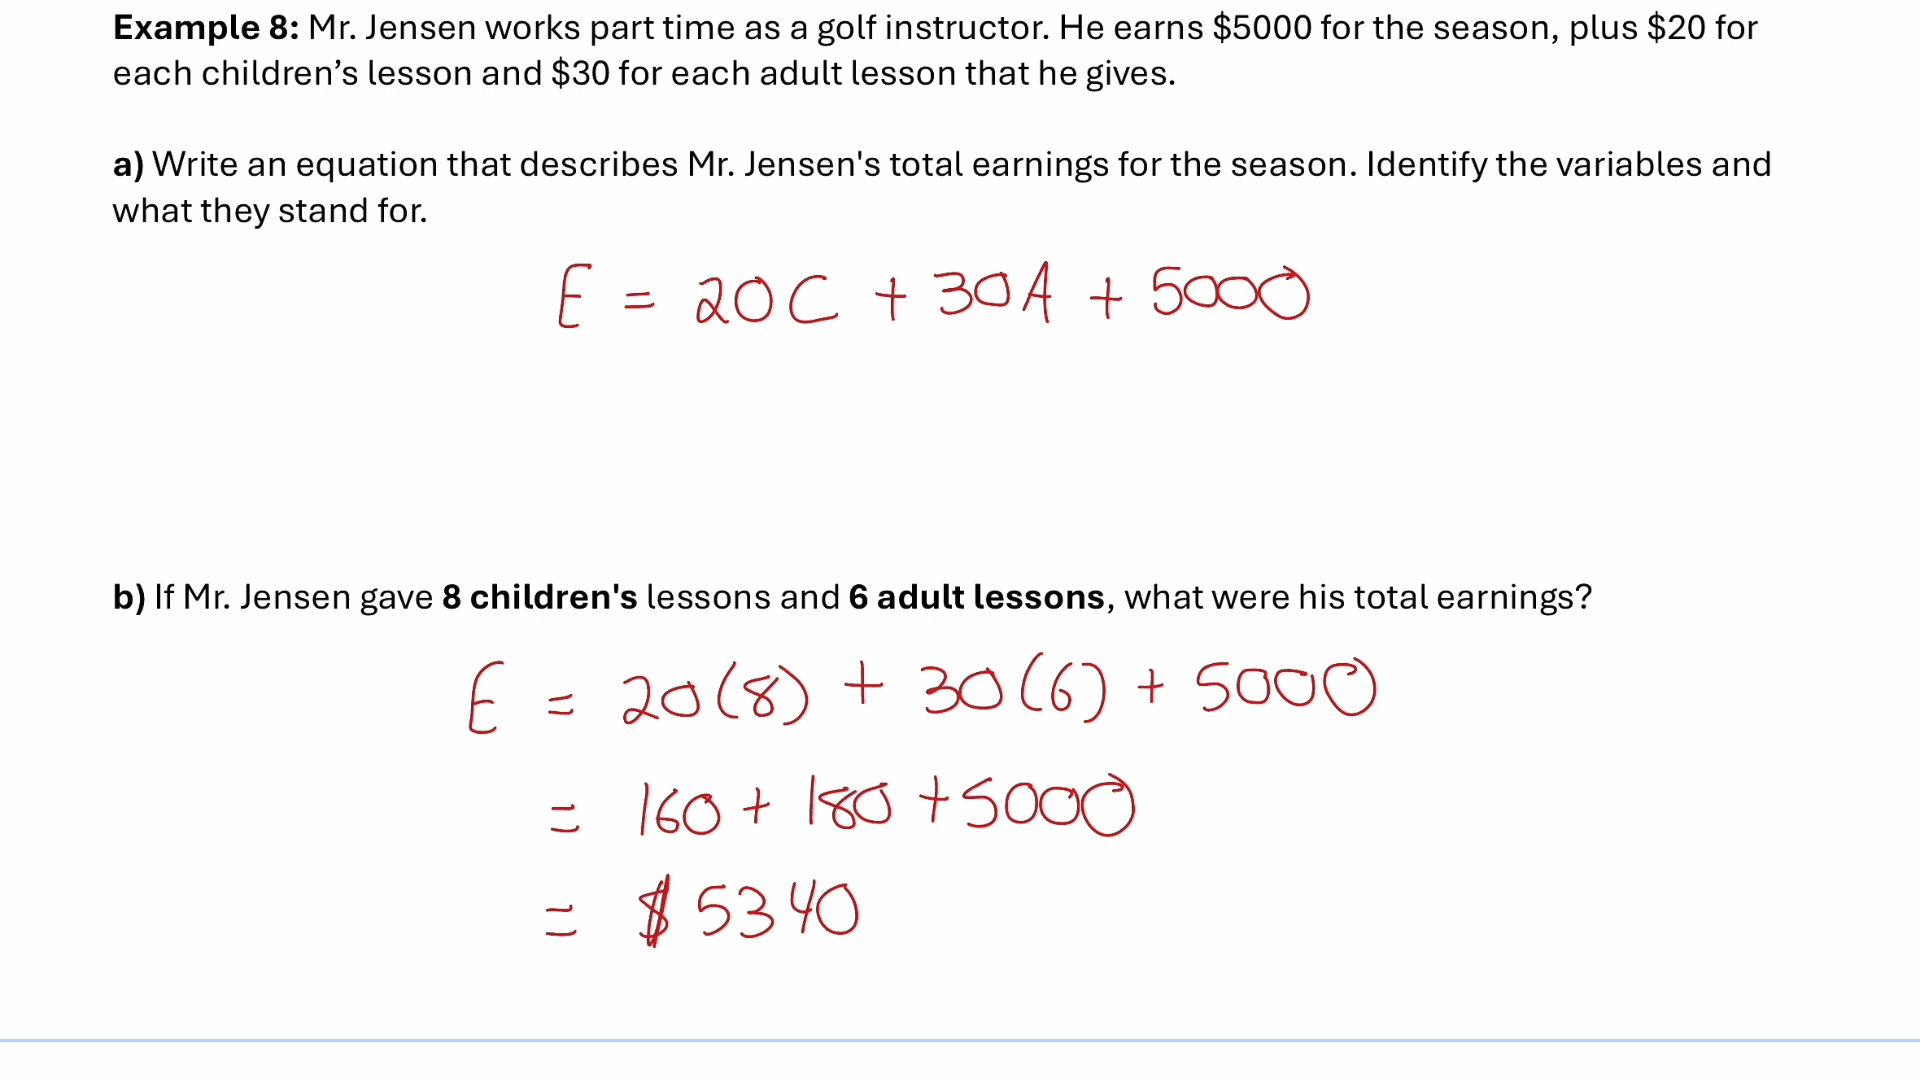 Example 8: Mr. Jensen works part time as a golf instructor. He earns $5000 for the season, plus $20 for
each children’s lesson and $30 for each adult lesson that he gives.
a) Write an equation that describes Mr. Jensen's total earnings for the season. Identify the variables and
what they stand for.
E = 20C + 30A + 5000
b) If Mr. Jensen gave 8 children's lessons and 6 adult lessons, what were his total earnings?
E = 20(8) + 30(6) + 5000
= 160 + 180 + 5000
= $5340